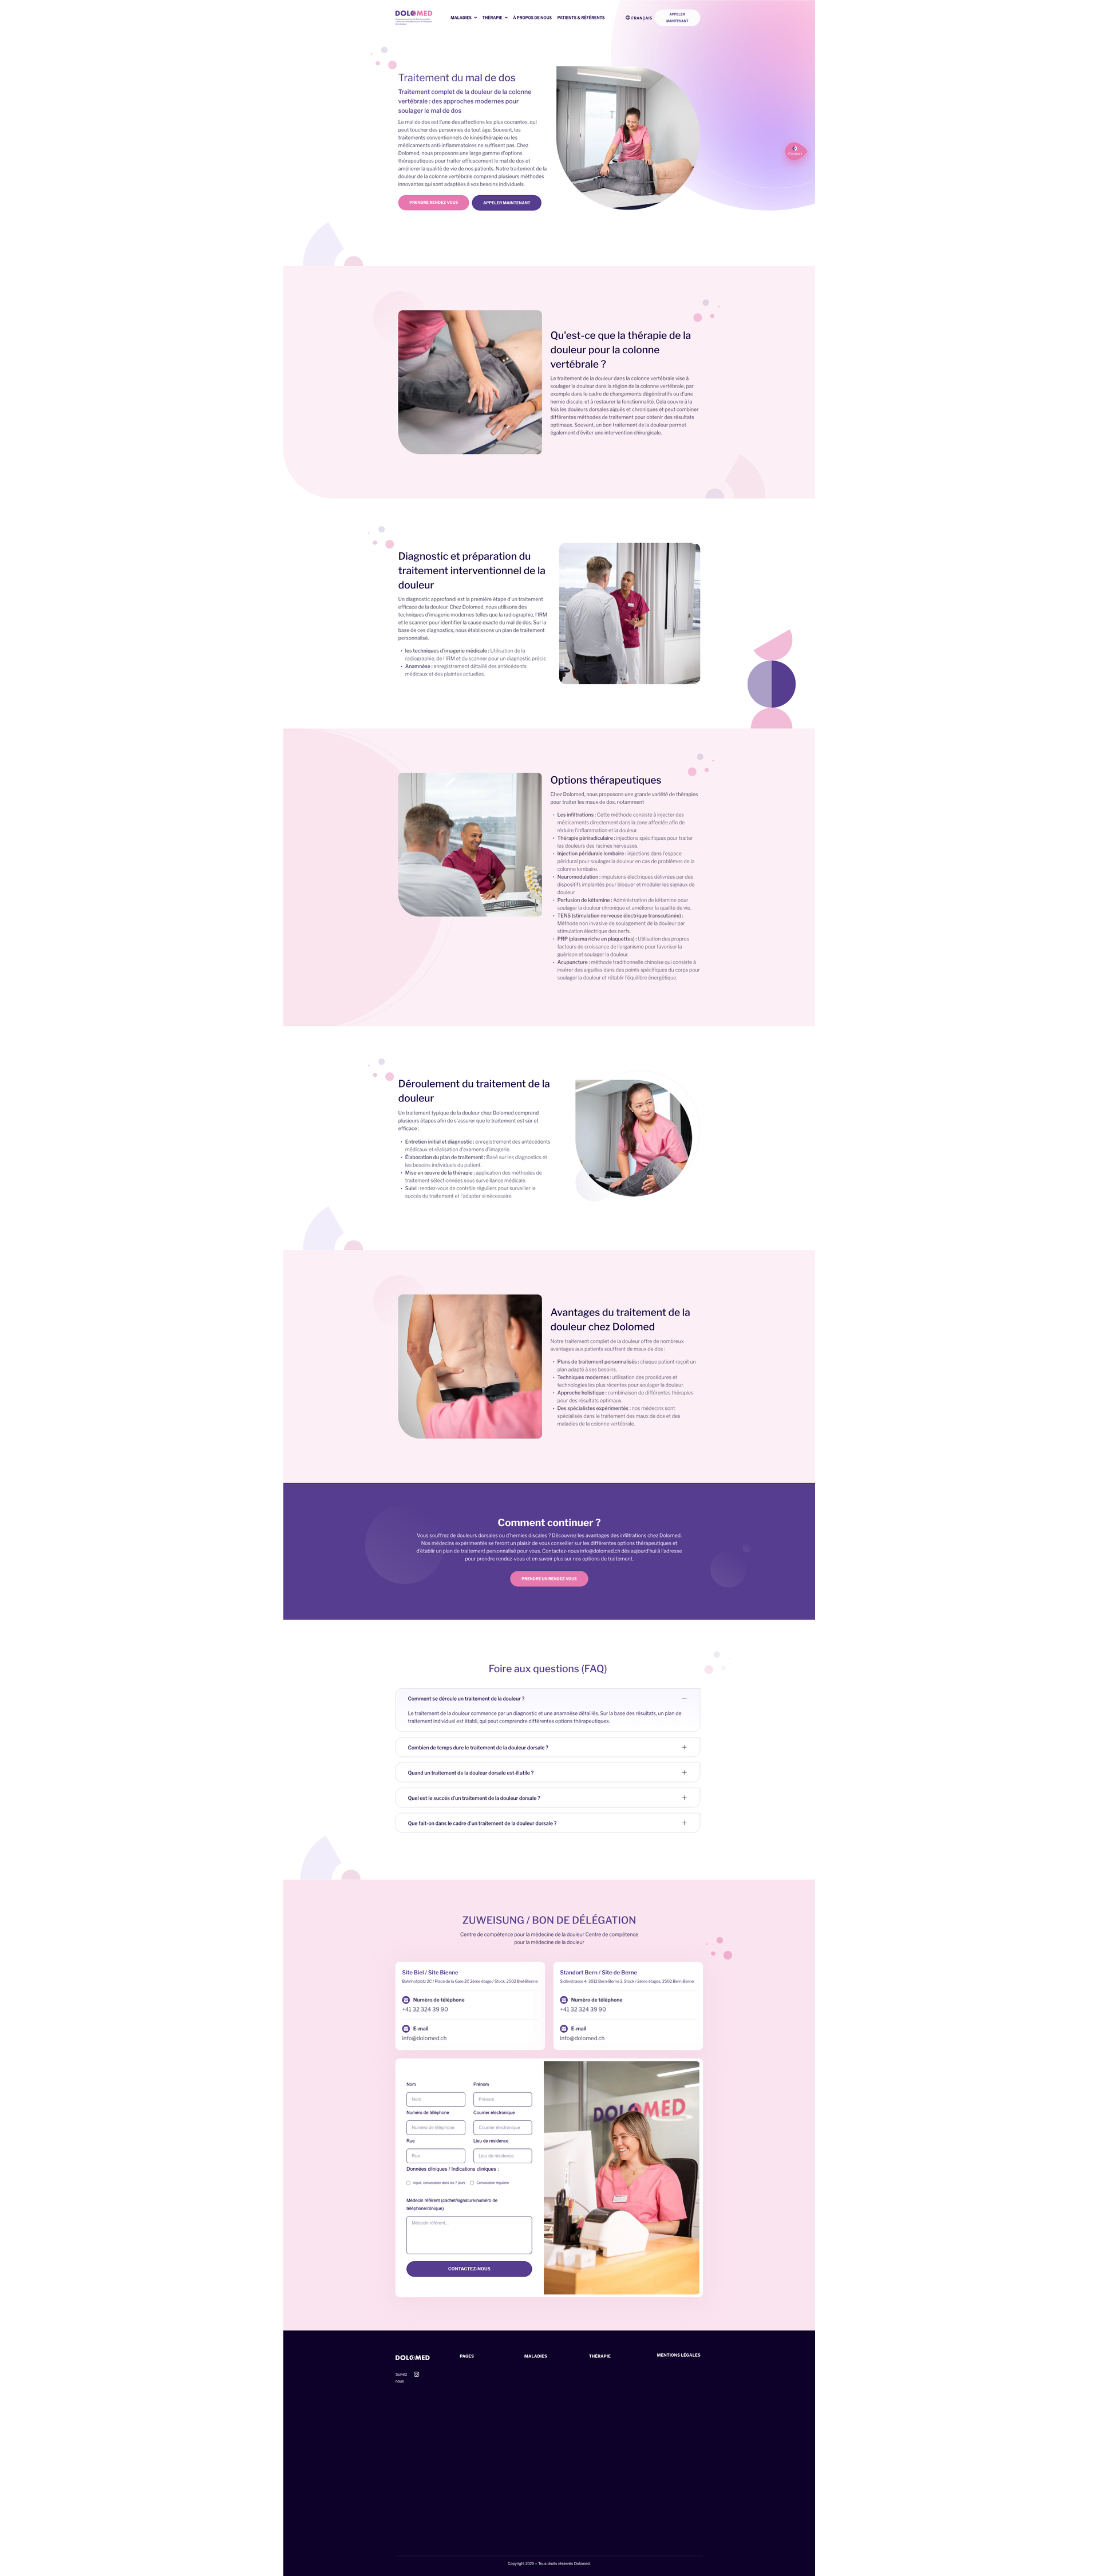 DOLOMED
MALADIES
THÉRAPIE
À PROPOS DE NOUS
PATIENTS & RÉFÉRENTS
FRANÇAIS
APPELER
MAINTENANT
Traitement du mal de dos
Traitement complet de la douleur de la colonne
vertébrale : des approches modernes pour
soulager le mal de dos
Le mal de dos est l'une des affections les plus courantes, qui
peut toucher des personnes de tout âge. Souvent, les
traitements conventionnels de kinésithérapie ou les
médicaments anti-inflammatoires ne suffisent pas. Chez
Dolomed, nous proposons une large gamme d'options
thérapeutiques pour traiter efficacement le mal de dos et
améliorer la qualité de vie de nos patients. Notre traitement de la
douleur de la colonne vertébrale comprend plusieurs méthodes
innovantes qui sont adaptées à vos besoins individuels.
PRENDRE RENDEZ-VOUS
APPELER MAINTENANT
Qu'est-ce que la thérapie de la
douleur pour la colonne
vertébrale ?
Le traitement de la douleur dans la colonne vertébrale vise à
soulager la douleur dans la région de la colonne vertébrale, par
exemple dans le cadre de changements dégénératifs ou d'une
hernie discale, et à restaurer la fonctionnalité. Cela couvre à la
fois les douleurs dorsales aiguës et chroniques et peut combiner
différentes méthodes de traitement pour obtenir des résultats
optimaux. Souvent, un bon traitement de la douleur permet
également d'éviter une intervention chirurgicale.
Diagnostic et préparation du
traitement interventionnel de la
douleur
Un diagnostic approfondi est la première étape d'un traitement
efficace de la douleur. Chez Dolomed, nous utilisons des
techniques d'imagerie modernes telles que la radiographie, l'IRM
et le scanner pour identifier la cause exacte du mal de dos. Sur la
base de ces diagnostics, nous établissons un plan de traitement
personnalisé.
• les techniques d'imagerie médicale : Utilisation de la
radiographie, de l'IRM et du scanner pour un diagnostic précis
• Anamnèse : enregistrement détaillé des antécédents
médicaux et des plaintes actuelles.
Options thérapeutiques
Chez Dolomed, nous proposons une grande variété de thérapies
pour traiter les maux de dos, notamment
• Les infiltrations : Cette méthode consiste à injecter des
médicaments directement dans la zone affectée afin de
réduire l'inflammation et la douleur.
• Thérapie périradiculaire : injections spécifiques pour traiter
les douleurs des racines nerveuses.
• Injection péridurale lombaire : injections dans l'espace
péridural pour soulager la douleur en cas de problèmes de la
colonne lombaire.
• Neuromodulation : impulsions électriques délivrées par des
dispositifs implantés pour bloquer et moduler les signaux de
douleur.
• Perfusion de kétamine : Administration de kétamine pour
soulager la douleur chronique et améliorer la qualité de vie.
• TENS (stimulation nerveuse électrique transcutanée) :
Méthode non invasive de soulagement de la douleur par
stimulation électrique des nerfs.
• PRP (plasma riche en plaquettes) : Utilisation des propres
facteurs de croissance de l'organisme pour favoriser la
guérison et soulager la douleur.
• Acupuncture : méthode traditionnelle chinoise qui consiste à
insérer des aiguilles dans des points spécifiques du corps pour
soulager la douleur et rétablir l'équilibre énergétique.
Déroulement du traitement de la
douleur
Un traitement typique de la douleur chez Dolomed comprend
plusieurs étapes afin de s'assurer que le traitement est sûr et
efficace :
• Entretien initial et diagnostic : enregistrement des antécédents
médicaux et réalisation d'examens d'imagerie.
• Élaboration du plan de traitement : Basé sur les diagnostics et
les besoins individuels du patient.
• Mise en œuvre de la thérapie : application des méthodes de
traitement sélectionnées sous surveillance médicale.
• Suivi : rendez-vous de contrôle réguliers pour surveiller le
succès du traitement et l'adapter si nécessaire.
Avantages du traitement de la
douleur chez Dolomed
Notre traitement complet de la douleur offre de nombreux
avantages aux patients souffrant de maux de dos :
• Plans de traitement personnalisés : chaque patient reçoit un
plan adapté à ses besoins.
• Techniques modernes : utilisation des procédures et
technologies les plus récentes pour soulager la douleur.
• Approche holistique : combinaison de différentes thérapies
pour des résultats optimaux.
• Des spécialistes expérimentés : nos médecins sont
spécialisés dans le traitement des maux de dos et des
maladies de la colonne vertébrale.
Comment continuer ?
Vous souffrez de douleurs dorsales ou d'hernies discales ? Découvrez les avantages des infiltrations chez Dolomed.
Nos médecins expérimentés se feront un plaisir de vous conseiller sur les différentes options thérapeutiques et
d'établir un plan de traitement personnalisé pour vous. Contactez-nous info@dolomed.ch dès aujourd'hui à l'adresse
pour prendre rendez-vous et en savoir plus sur nos options de traitement.
PRENDRE UN RENDEZ-VOUS
Foire aux questions (FAQ)
Comment se déroule un traitement de la douleur ?
Le traitement de la douleur commence par un diagnostic et une anamnèse détaillés. Sur la base des résultats, un plan de
traitement individuel est établi, qui peut comprendre différentes options thérapeutiques.
Combien de temps dure le traitement de la douleur dorsale ?
Quand un traitement de la douleur dorsale est-il utile ?
Quel est le succès d'un traitement de la douleur dorsale ?
Que fait-on dans le cadre d'un traitement de la douleur dorsale ?
ZUWEISUNG / BON DE DÉLÉGATION
Centre de compétence pour la médecine de la douleur Centre de compétence
pour la médecine de la douleur
Site Biel / Site Bienne
Bahnhofplatz 2C / Place de la Gare 2C 2ème étage / Stock, 2502 Biel-Bienne
Numéro de téléphone
+41 32 324 39 90
E-mail
info@dolomed.ch
Standort Bern / Site de Berne
Sulenstrasse 4, 3012 Bern-Berne 2. Stock / 2ème étages, 2502 Bern-Berne
Numéro de téléphone
+41 32 324 39 90
E-mail
info@dolomed.ch
Nom
Prénom
Nom
Prénom
Numéro de téléphone
Courrier électronique
Numéro de téléphone
Courrier électronique
Rue
Lieu de résidence
Rue
Lieu de résidence
Données cliniques / Indications cliniques :
Aiguë, convocation dans les 7 jours
Convocation régulière
Médecin référent (cachet/signature/numéro de
téléphone/clinique)
Médecin référent...
CONTACTEZ-NOUS
DOLOMED
DOLOMED
PAGES
MALADIES
THÉRAPIE
MENTIONS LÉGALES
Suivez
nous
Copyright 2025 – Tous droits réservés Dolomed.